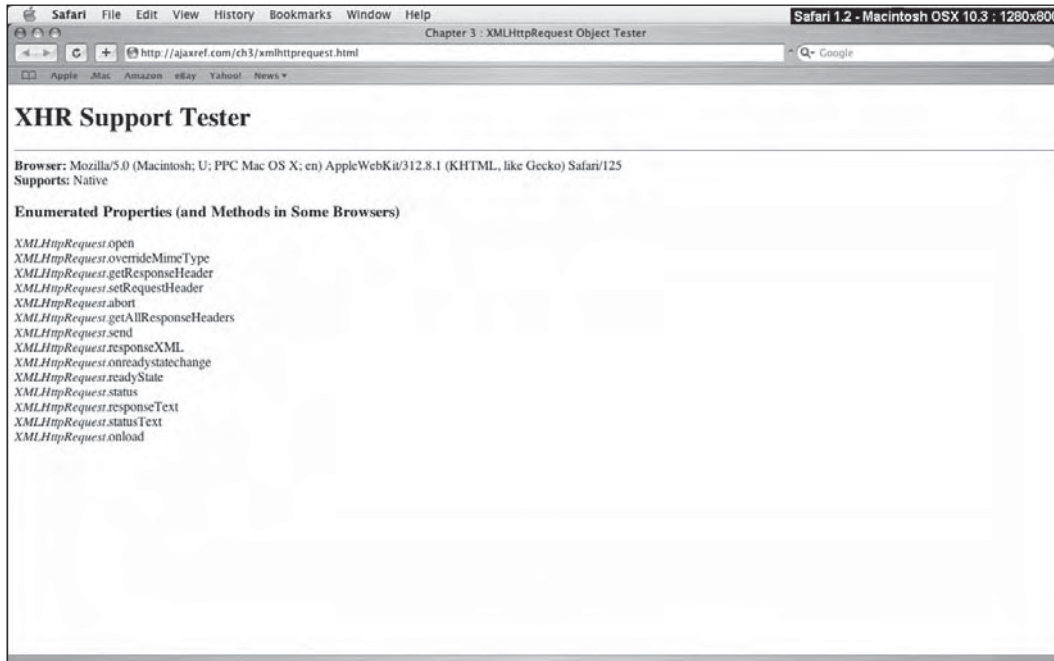 Safari File Edit View History Bookmarks Window Help
Safari 1.2 - Macintosh OSX 10.3 : 1280x800
Chapter 3 : XMLHttpRequest Object Tester
http://ajaxref.com/ch3/xmlhttprequest.html
Google
Apple .Mac Amazon eBay Yahoo! News
XHR Support Tester
Browser: Mozilla/5.0 (Macintosh; U; PPC Mac OS X; en) AppleWebKit/312.8.1 (KHTML, like Gecko) Safari/125
Supports: Native
Enumerated Properties (and Methods in Some Browsers)
XMLHttpRequest.open
XMLHttpRequest.overrideMimeType
XMLHttpRequest.getResponseHeader
XMLHttpRequest.setRequestHeader
XMLHttpRequest.abort
XMLHttpRequest.getAllResponseHeaders
XMLHttpRequest.send
XMLHttpRequest.responseXML
XMLHttpRequest.onreadystatechange
XMLHttpRequest.readyState
XMLHttpRequest.status
XMLHttpRequest.responseText
XMLHttpRequest.statusText
XMLHttpRequest.onload